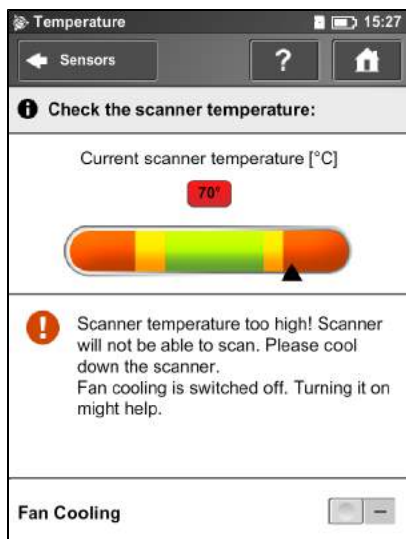 Temperature 15:27
Sensors ?
Check the scanner temperature:
Current scanner temperature [°C]
70°
Scanner temperature too high! Scanner
will not be able to scan. Please cool
down the scanner.
Fan cooling is switched off. Turning it on
might help.
Fan Cooling